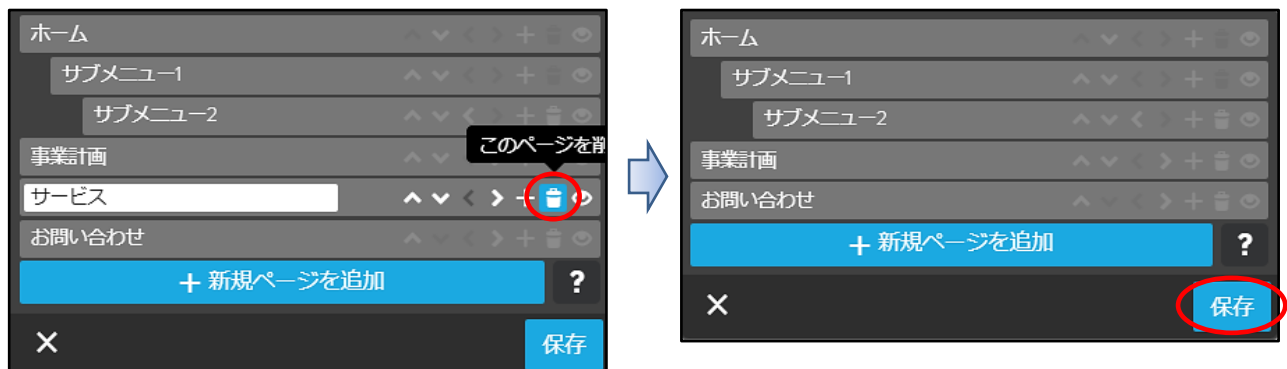 ホーム
サブメニュー1
サブメニュー2
このページを削
事業計画
サービス
お問い合わせ
+ 新規ページを追加
?
保存
ホーム
サブメニュー1
サブメニュー2
事業計画
お問い合わせ
+ 新規ページを追加
?
保存